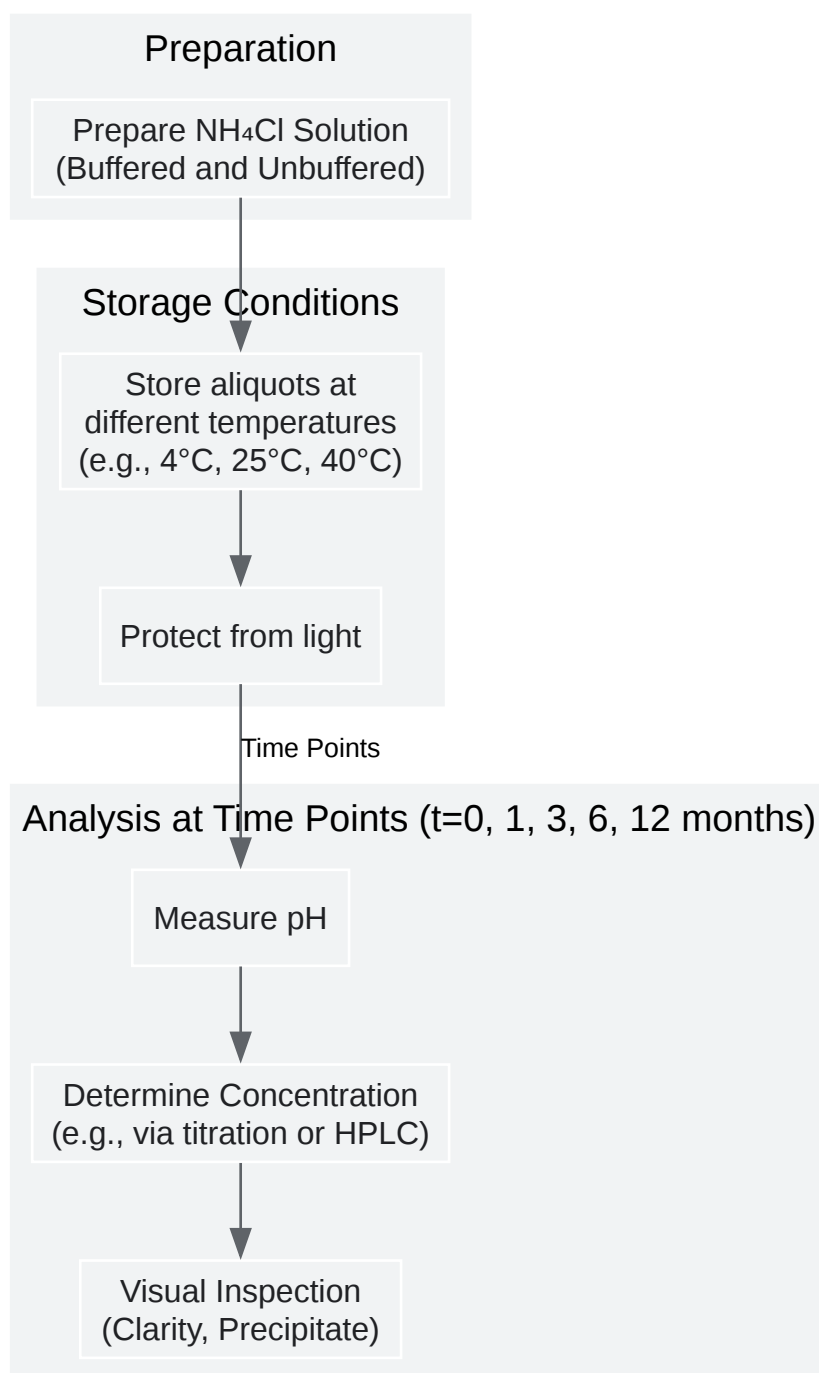 Preparation
Prepare NH₄Cl Solution
(Buffered and Unbuffered)
Storage Conditions
Store aliquots at
different temperatures
(e.g., 4°C, 25°C, 40°C)
Protect from light
Time Points
Analysis at Time Points (t=0, 1, 3, 6, 12 months)
Measure pH
Determine Concentration
(e.g., via titration or HPLC)
Visual Inspection
(Clarity, Precipitate)